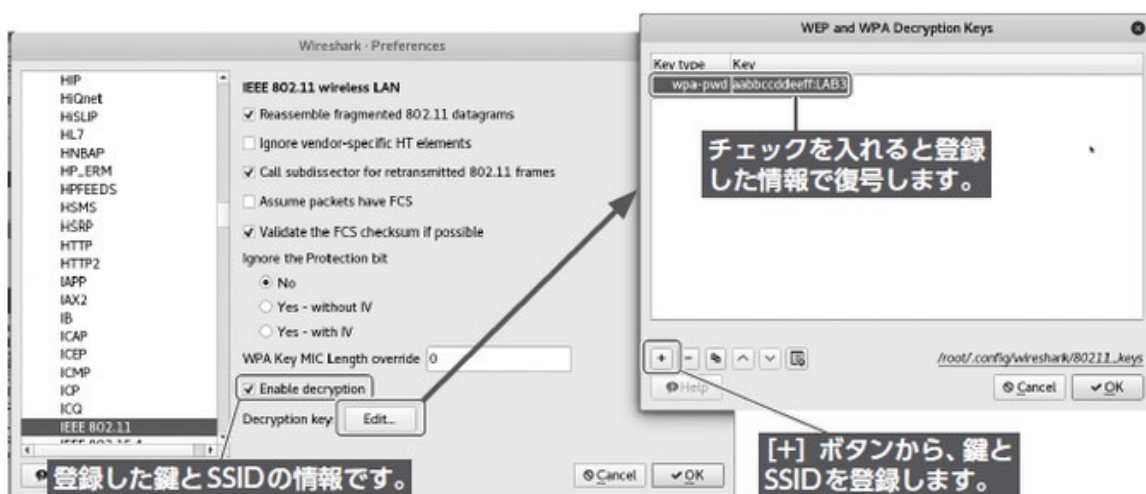 Wireshark · Preferences
HIP
HiQnet
HiSLIP
HL7
HNBAP
HP_ERM
HPFEEDS
HSMS
HSRP
HTTP
HTTP2
IAPP
IAX2
IB
ICAP
ICEP
ICMP
ICP
ICQ
IEEE 802.11
IEEE 802.15.4
IEEE 802.11 wireless LAN
Reassemble fragmented 802.11 datagrams
Ignore vendor-specific HT elements
Call subdissector for retransmitted 802.11 frames
Assume packets have FCS
Validate the FCS checksum if possible
Ignore the Protection bit
No
Yes - without IV
Yes - with IV
WPA Key MIC Length override 0
Enable decryption
Decryption key Edit...
登録した鍵とSSIDの情報です。
Cancel
OK
WEP and WPA Decryption Keys
Key type Key
wpa-pwd aabbccddeeff:LAB3
チェックを入れると登録
した情報で復号します。
/root/.config/wireshark/80211_keys
Help
Cancel
OK
[+] ボタンから、鍵と
SSIDを登録します。